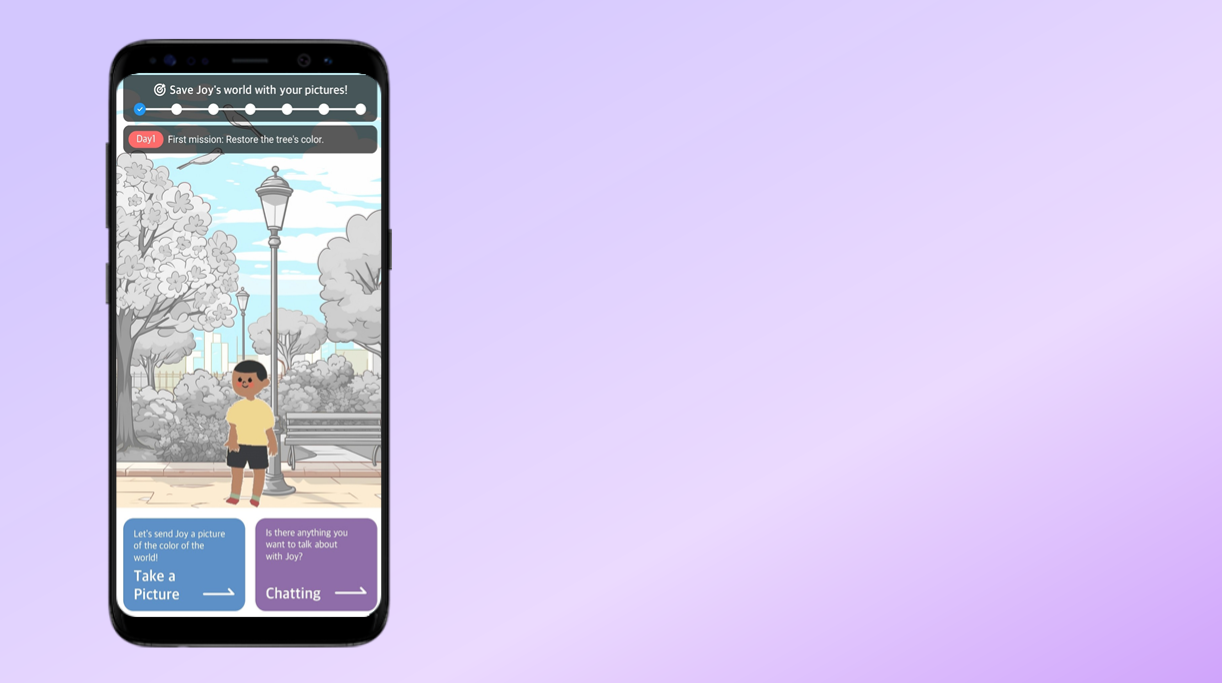 Save Joy's world with your pictures!
Day1 First mission: Restore the tree's color.
Let's send Joy a picture
of the color of the
world!
Take a
Picture
Is there anything you
want to talk about
with Joy?
Chatting